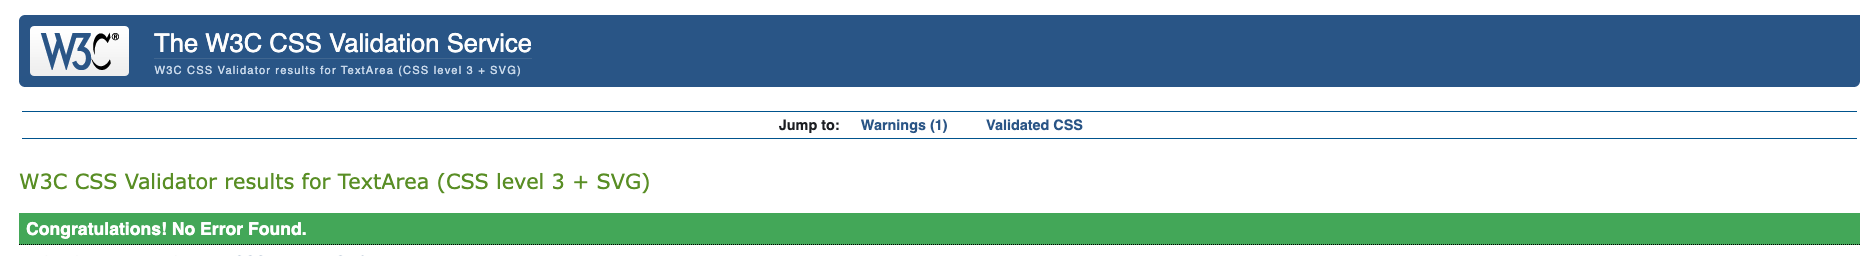 W3C®
The W3C CSS Validation Service
W3C CSS Validator results for TextArea (CSS level 3 + SVG)
Jump to: Warnings (1) Validated CSS
W3C CSS Validator results for TextArea (CSS level 3 + SVG)
Congratulations! No Error Found.